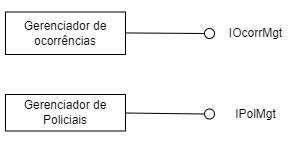 Gerenciador de
ocorrências
IOcorrMgt
Gerenciador de
Policiais
IPolMgt